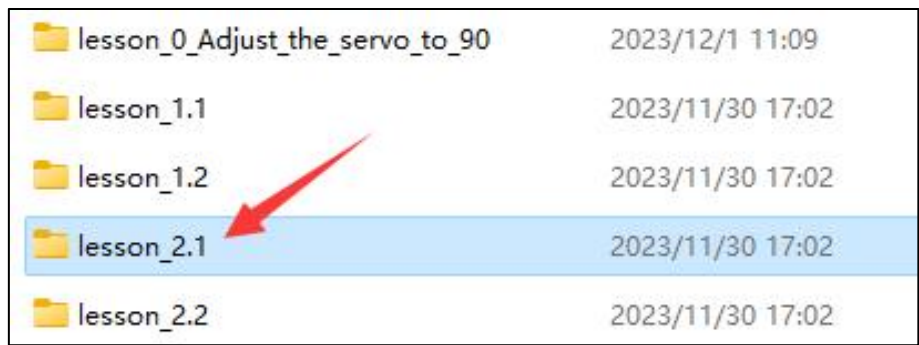 lesson_0_Adjust_the_servo_to_90 2023/12/1 11:09
lesson_1.1 2023/11/30 17:02
lesson_1.2 2023/11/30 17:02
lesson_2.1 2023/11/30 17:02
lesson_2.2 2023/11/30 17:02